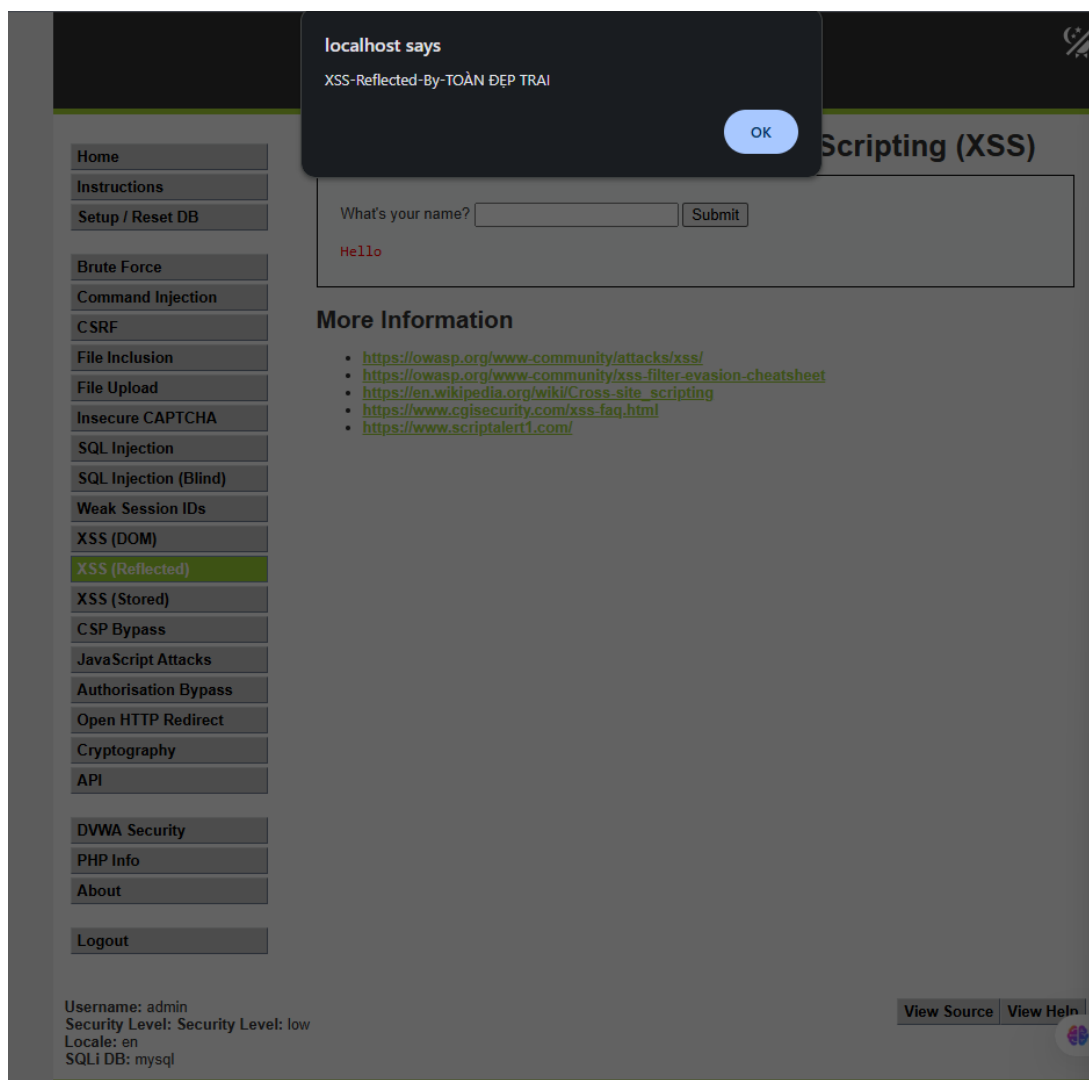 localhost says
XSS-Reflected-By-TOÀN ĐẸP TRAI
OK
Scripting (XSS)
Home
Instructions
Setup / Reset DB
Brute Force
Command Injection
CSRF
File Inclusion
File Upload
Insecure CAPTCHA
SQL Injection
SQL Injection (Blind)
Weak Session IDs
XSS (DOM)
XSS (Reflected)
XSS (Stored)
CSP Bypass
JavaScript Attacks
Authorisation Bypass
Open HTTP Redirect
Cryptography
API
DVWA Security
PHP Info
About
Logout
What's your name? Submit
Hello
More Information
https://owasp.org/www-community/attacks/xss/
https://owasp.org/www-community/xss-filter-evasion-cheatsheet
https://en.wikipedia.org/wiki/Cross-site_scripting
https://www.cgisecurity.com/xss-faq.html
https://www.scriptalert1.com/
Username: admin
Security Level: Security Level: low
Locale: en
SQLi DB: mysql
View Source View Help